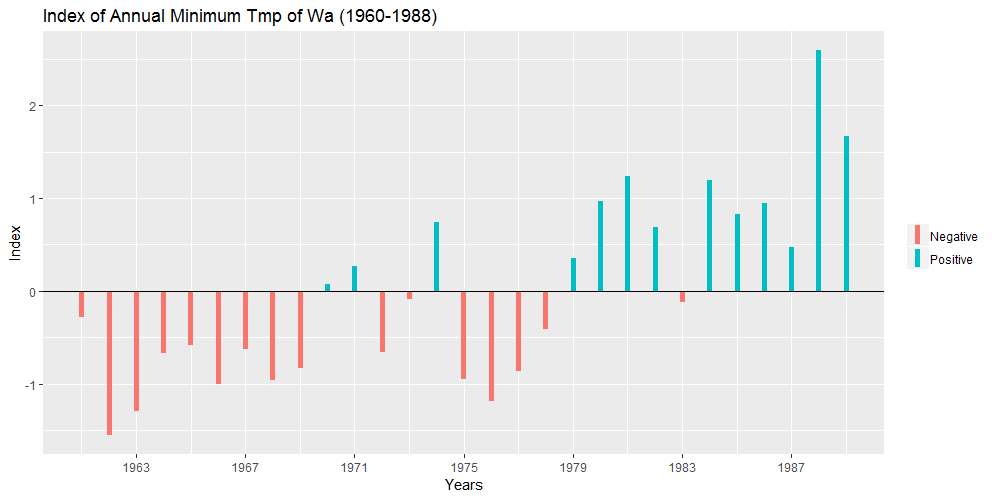 Index of Annual Minimum Tmp of Wa (1960-1988)
2
1
0
-1
Index
1963 1967 1971 1975 1979 1983 1987
Years
Negative
Positive